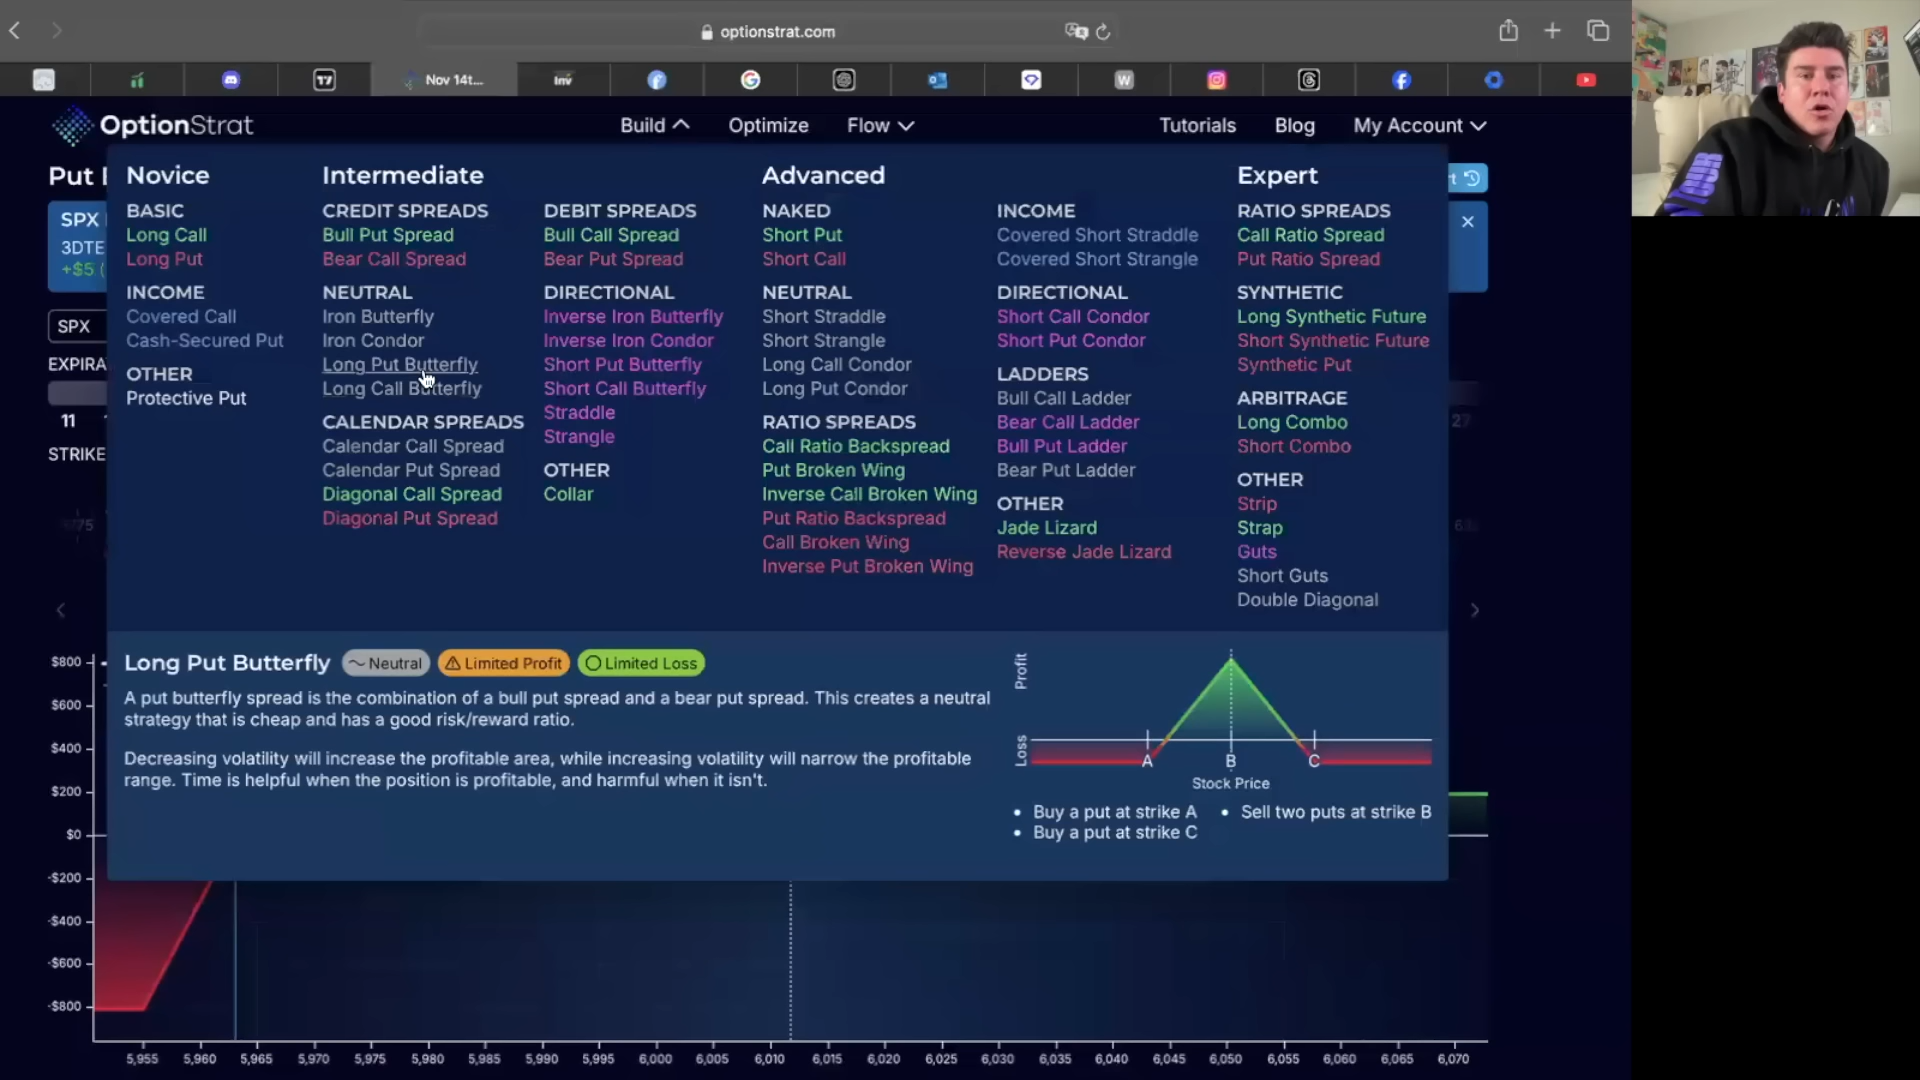 optionstrat.com
Nov 14t...
Inv
W
OptionStrat
Build
Optimize
Flow
Tutorials
Blog
My Account
Put
SPX
3DTE
+$5 (
SPX
EXPIRA
11
STRIKE
27
Novice
BASIC
Long Call
Long Put
INCOME
Covered Call
Cash-Secured Put
OTHER
Protective Put
Intermediate
CREDIT SPREADS
Bull Put Spread
Bear Call Spread
NEUTRAL
Iron Butterfly
Iron Condor
Long Put Butterfly
Long Call Butterfly
CALENDAR SPREADS
Calendar Call Spread
Calendar Put Spread
Diagonal Call Spread
Diagonal Put Spread
DEBIT SPREADS
Bull Call Spread
Bear Put Spread
DIRECTIONAL
Inverse Iron Butterfly
Inverse Iron Condor
Short Put Butterfly
Short Call Butterfly
Straddle
Strangle
OTHER
Collar
Advanced
NAKED
Short Put
Short Call
NEUTRAL
Short Straddle
Short Strangle
Long Call Condor
Long Put Condor
RATIO SPREADS
Call Ratio Backspread
Put Broken Wing
Inverse Call Broken Wing
Put Ratio Backspread
Call Broken Wing
Inverse Put Broken Wing
INCOME
Covered Short Straddle
Covered Short Strangle
DIRECTIONAL
Short Call Condor
Short Put Condor
LADDERS
Bull Call Ladder
Bear Call Ladder
Bull Put Ladder
Bear Put Ladder
OTHER
Jade Lizard
Reverse Jade Lizard
Expert
RATIO SPREADS
Call Ratio Spread
Put Ratio Spread
SYNTHETIC
Long Synthetic Future
Short Synthetic Future
Synthetic Put
ARBITRAGE
Long Combo
Short Combo
OTHER
Strip
Strap
Guts
Short Guts
Double Diagonal
Long Put Butterfly
Neutral
Limited Profit
Limited Loss
A put butterfly spread is the combination of a bull put spread and a bear put spread. This creates a neutral
strategy that is cheap and has a good risk/reward ratio.
Decreasing volatility will increase the profitable area, while increasing volatility will narrow the profitable
range. Time is helpful when the position is profitable, and harmful when it isn't.
Profit
Loss
A
B
C
Stock Price
Buy a put at strike A
Sell two puts at strike B
Buy a put at strike C
$800
$600
$400
$200
$0
-$200
-$400
-$600
-$800
5,955 5,960 5,965 5,970 5,975 5,980 5,985 5,990 5,995 6,000 6,005 6,010 6,015 6,020 6,025 6,030 6,035 6,040 6,045 6,050 6,055 6,060 6,065 6,070